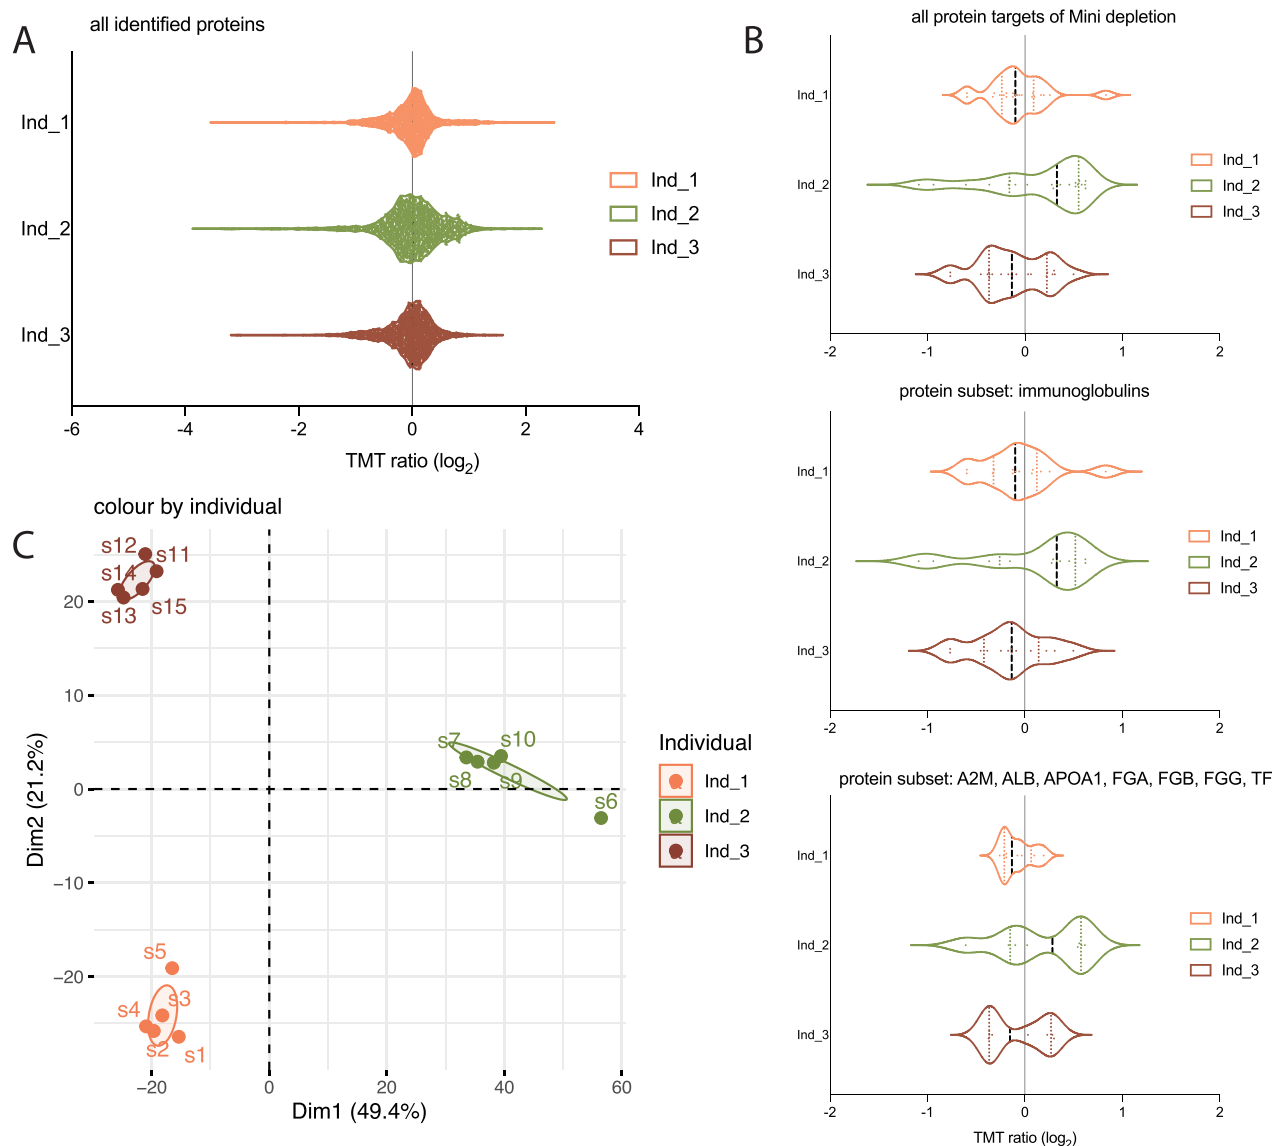 A
all identified proteins
Ind_1
Ind_2
Ind_3
Ind_1
Ind_2
Ind_3
-6 -4 -2 0 2 4
TMT ratio (log2)
B
all protein targets of Mini depletion
Ind_1
Ind_2
Ind_3
Ind_1
Ind_2
Ind_3
-2 -1 0 1 2
protein subset: immunoglobulins
Ind_1
Ind_2
Ind_3
Ind_1
Ind_2
Ind_3
-2 -1 0 1 2
protein subset: A2M, ALB, APOA1, FGA, FGB, FGG, TF
Ind_1
Ind_2
Ind_3
Ind_1
Ind_2
Ind_3
-2 -1 0 1 2
TMT ratio (log2)
C
colour by individual
s12 s11
s14
s13 s15
s7 s10
s8 s9
s6
s5
s4 s3
s2 s1
20
10
0
−10
−20
Dim2 (21.2%)
−20 0 20 40 60
Dim1 (49.4%)
Individual
Ind_1
Ind_2
Ind_3